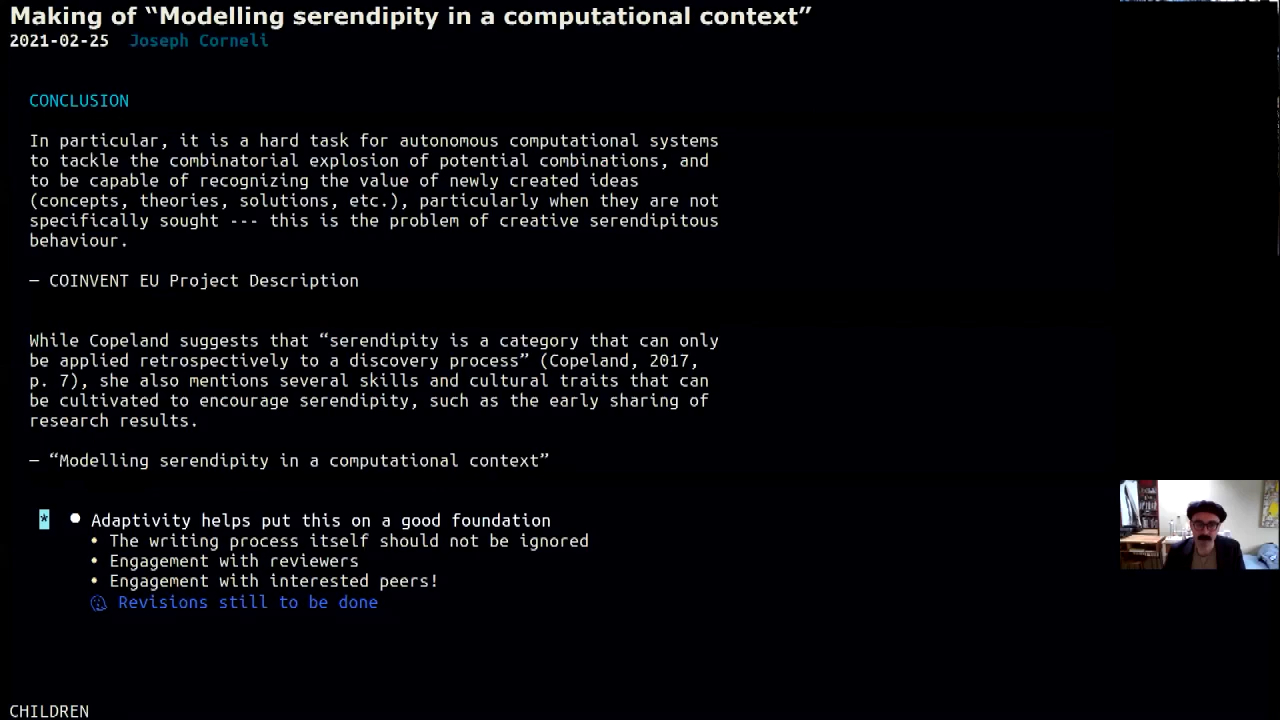 Making of “Modelling serendipity in a computational context”
2021-02-25 Joseph Corneli
CONCLUSION
In particular, it is a hard task for autonomous computational systems
to tackle the combinatorial explosion of potential combinations, and
to be capable of recognizing the value of newly created ideas
(concepts, theories, solutions, etc.), particularly when they are not
specifically sought --- this is the problem of creative serendipitous
behaviour.
— COINVENT EU Project Description
While Copeland suggests that “serendipity is a category that can only
be applied retrospectively to a discovery process” (Copeland, 2017,
p. 7), she also mentions several skills and cultural traits that can
be cultivated to encourage serendipity, such as the early sharing of
research results.
— “Modelling serendipity in a computational context”
* ● Adaptivity helps put this on a good foundation
• The writing process itself should not be ignored
• Engagement with reviewers
• Engagement with interested peers!
Revisions still to be done
CHILDREN